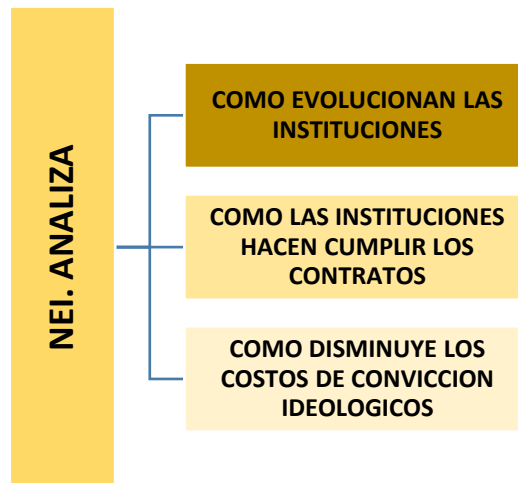 NEI. ANALIZA
COMO EVOLUCIONAN LAS
INSTITUCIONES
COMO LAS INSTITUCIONES
HACEN CUMPLIR LOS
CONTRATOS
COMO DISMINUYE LOS
COSTOS DE CONVICCION
IDEOLOGICOS